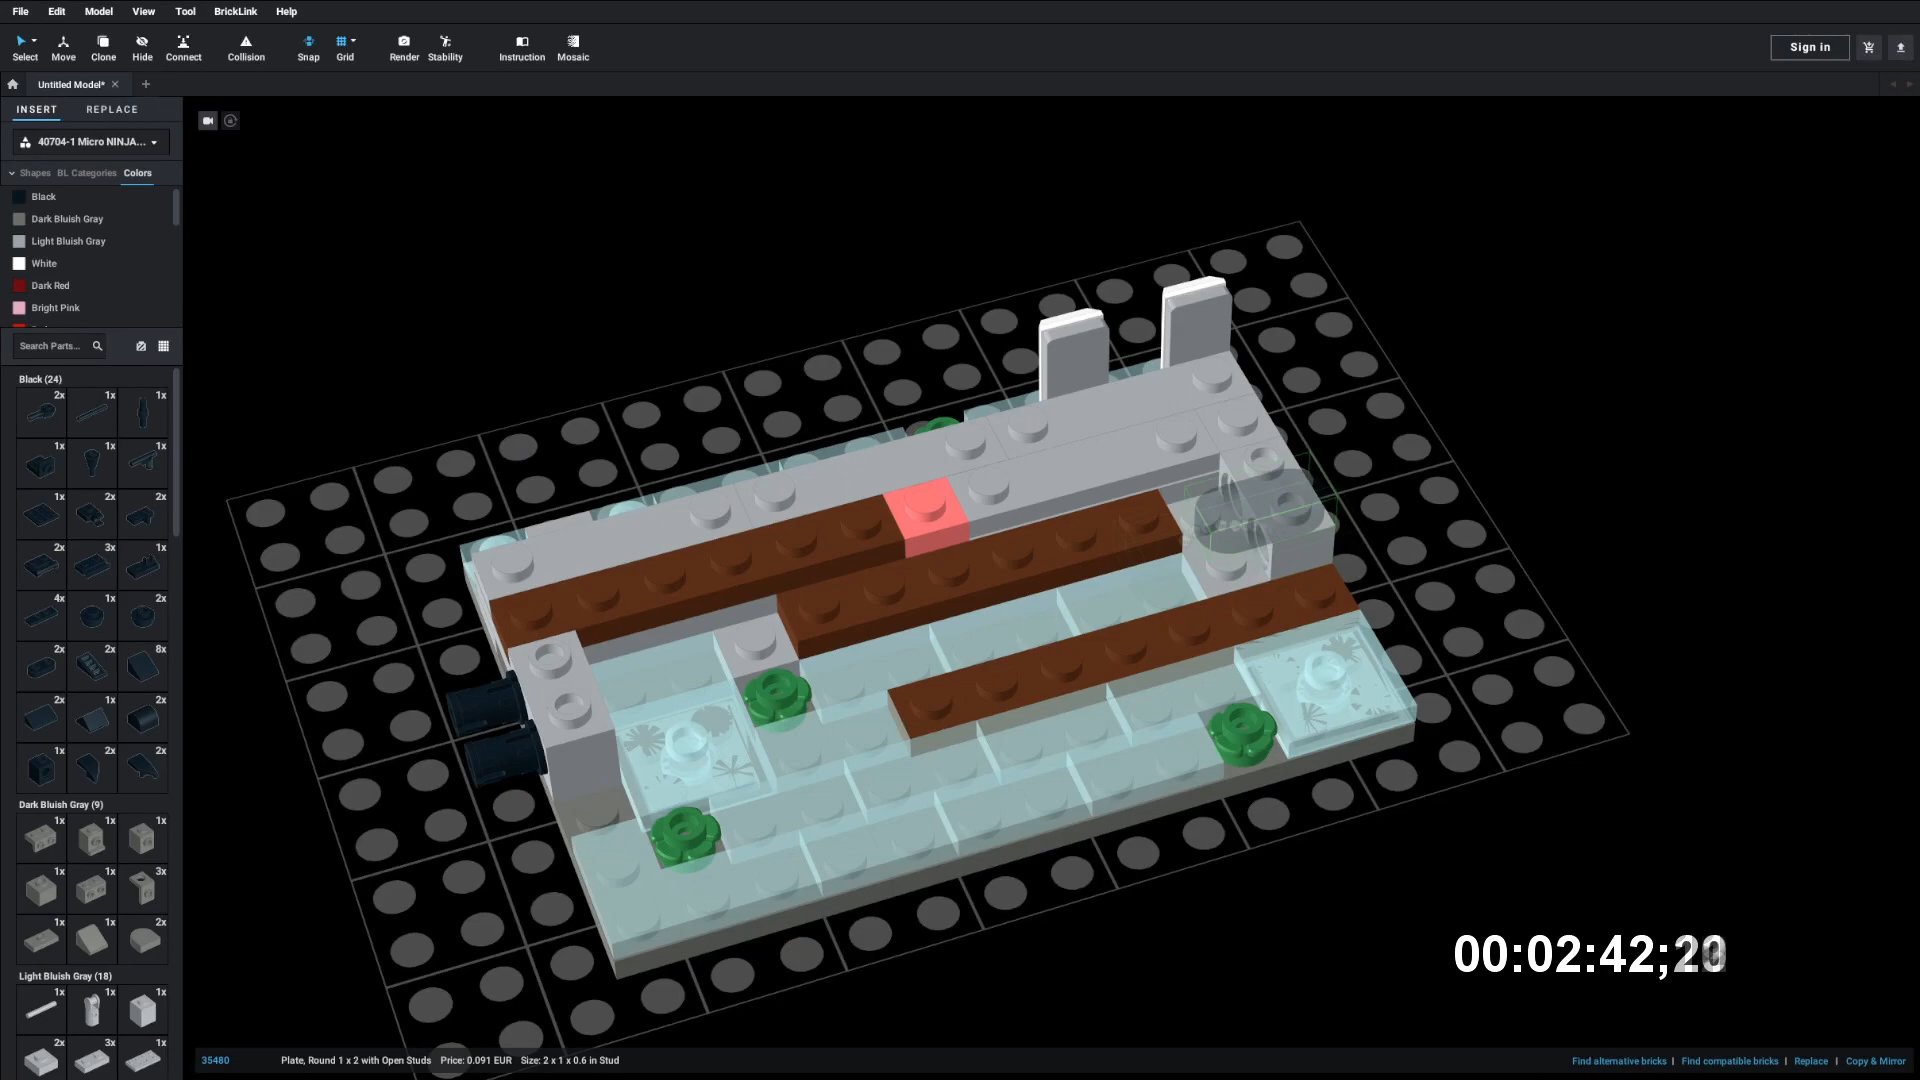 File Edit Model View Tool BrickLink Help
Select Move Clone Hide Connect Collision Snap Grid Render Stability Instruction Mosaic
Sign in
Untitled Model*
INSERT REPLACE
40704-1 Micro NINJA...
Shapes BL Categories Colors
Black
Dark Bluish Gray
Light Bluish Gray
White
Dark Red
Bright Pink
Search Parts...
Black (24)
2x 1x 1x
1x 1x 1x
1x 2x 2x
2x 3x 1x
4x 1x 2x
2x 2x 8x
2x 1x 2x
1x 2x 2x
Dark Bluish Gray (9)
1x 1x 1x
1x 1x 3x
1x 1x 2x
Light Bluish Gray (18)
1x 1x 1x
2x 3x 1x
00:02:42;
35480 Plate, Round 1 x 2 with Open Studs Price: 0.091 EUR Size: 2 x 1 x 0.6 in Stud
Find alternative bricks | Find compatible bricks | Replace | Copy & Mirror